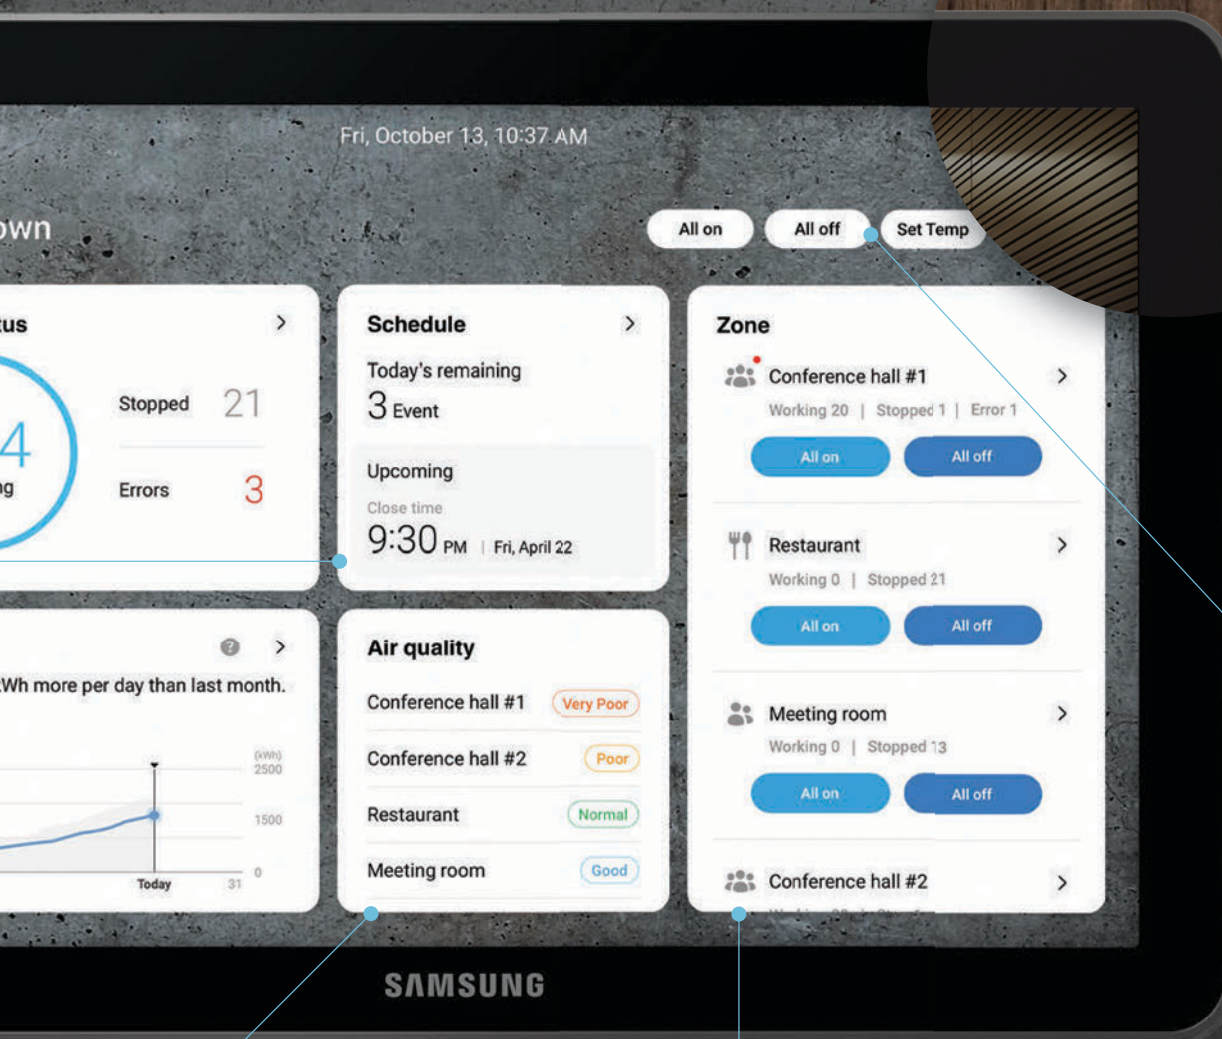 Fri, October 13, 10:37 AM
own
All on
All off
Set Temp
tus
4
ng
Stopped 21
Errors 3
Schedule
Today's remaining
3 Event
Upcoming
Close time
9:30 PM | Fri, April 22
Zone
Conference hall #1
Working 20 | Stopped 1 | Error 1
All on
All off
Restaurant
Working 0 | Stopped 21
All on
All off
Meeting room
Working 0 | Stopped 13
All on
All off
Conference hall #2
?
Wh more per day than last month.
(kWh)
2500
1500
0
Today
31
Air quality
Conference hall #1 Very Poor
Conference hall #2 Poor
Restaurant Normal
Meeting room Good
SAMSUNG